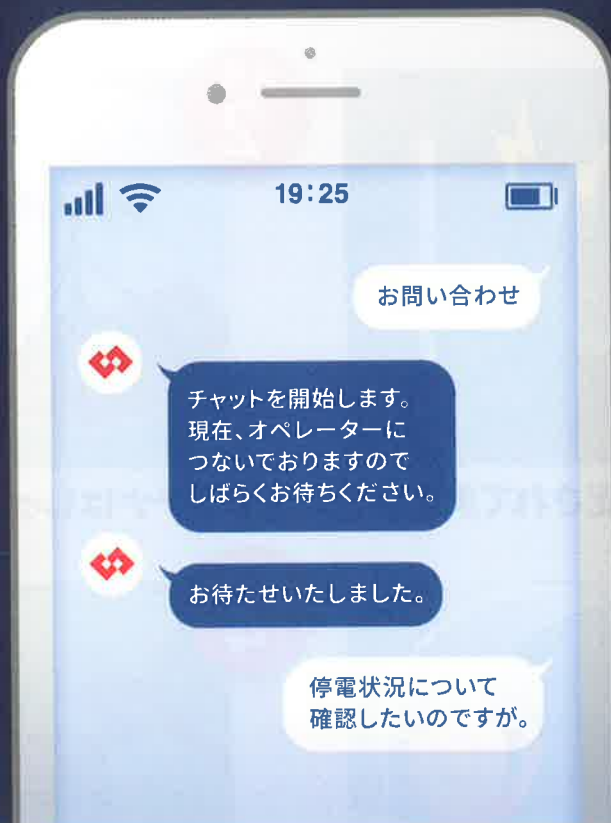 19:25
お問い合わせ
チャットを開始します。
現在、オペレーターに
つないでおりますので
しばらくお待ちください。
お待たせいたしました。
停電状況について
確認したいのですが。